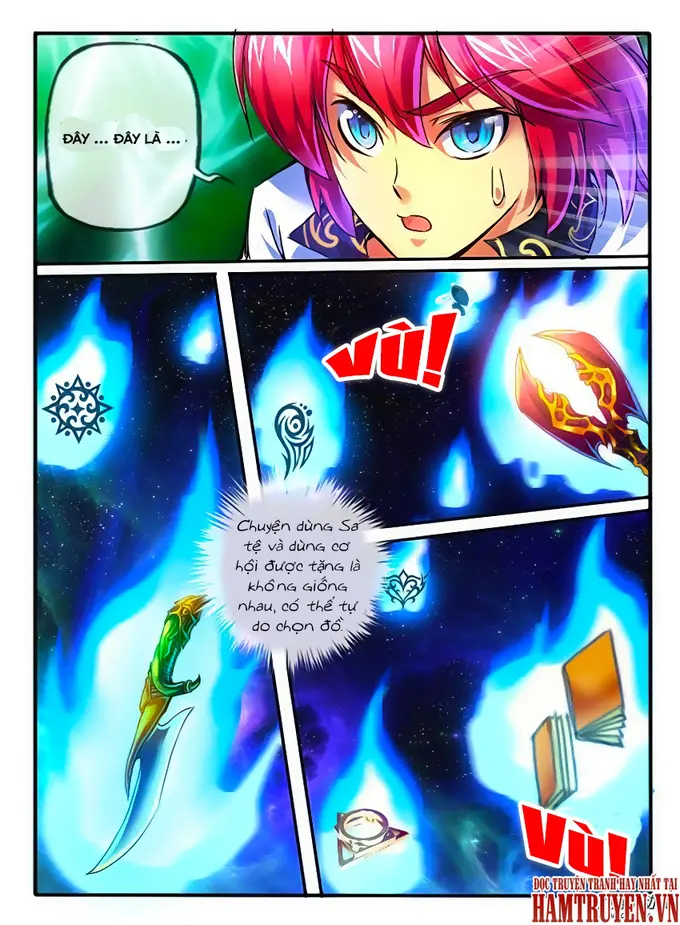 ĐÂY ... ĐÂY LÀ ...
VÙ!
Chuyện dùng Sa
tệ và dùng cơ
hội được tặng là
không giống
nhau, có thể tự
do chọn đồ.
VÙ!
ĐỌC TRUYỆN TRANH HAY NHẤT TẠI
HAMTRUYEN.VN